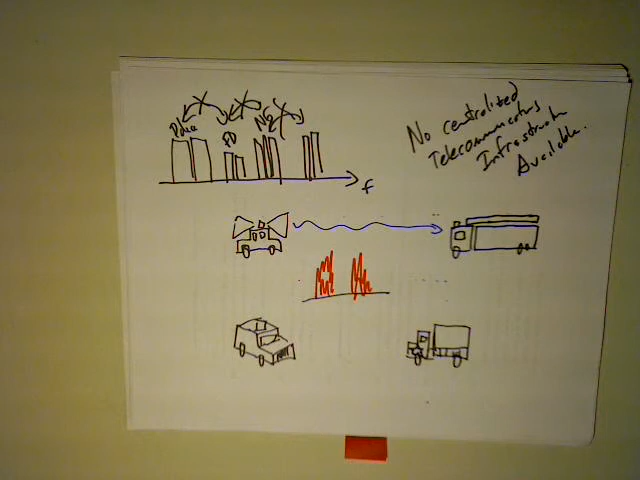 Police
FD
NG
f
No centralized
Telecommunications
Infrastructure
Available.